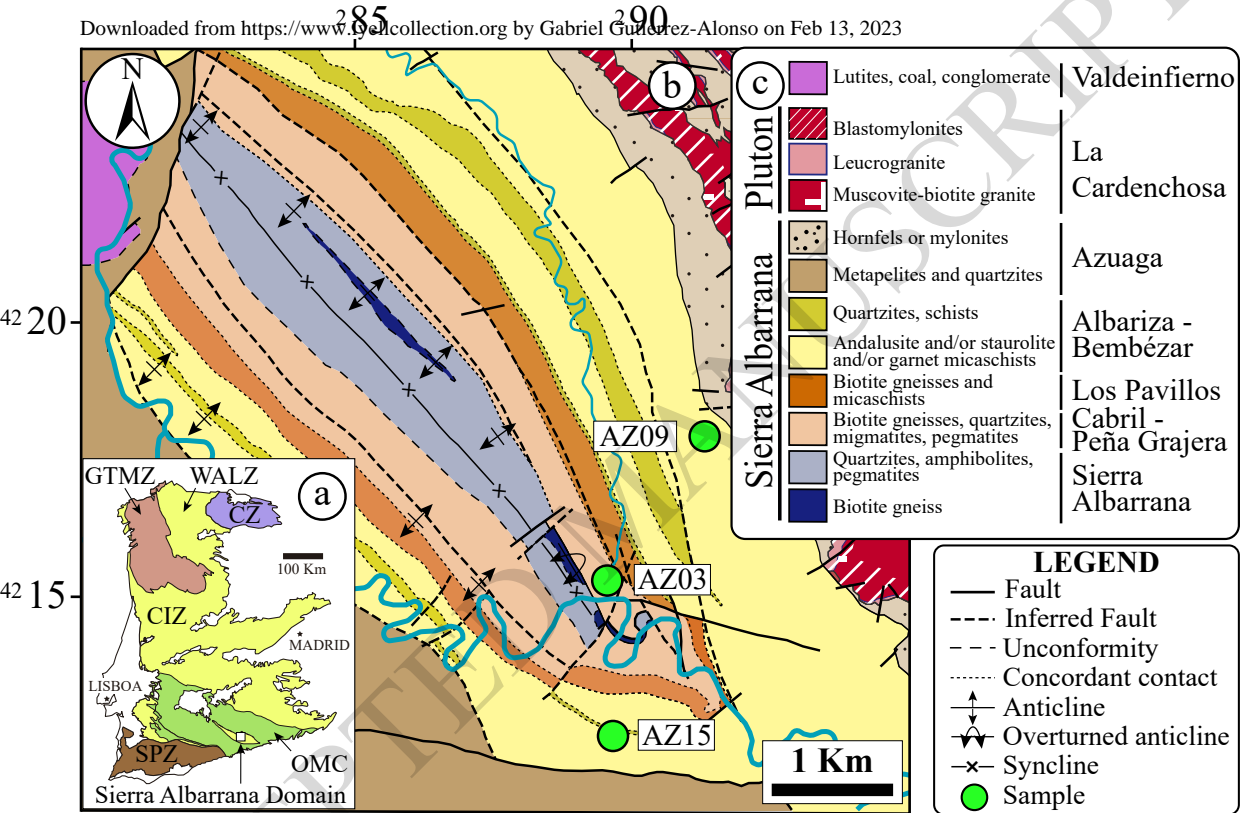 Downloaded from https://www.lyellcollection.org by Gabriel Gutierrez-Alonso on Feb 13, 2023
285
290
N
b
c
Lutites, coal, conglomerate
Valdeinfierno
Pluton
Blastomylonites
Leucrogranite
Muscovite-biotite granite
La
Cardenchosa
Sierra Albarrana
Hornfels or mylonites
Metapelites and quartzites
Azuaga
Quartzites, schists
Andalusite and/or staurolite
and/or garnet micaschists
Albariza -
Bembézar
Biotite gneisses and
micaschists
Los Pavillos
Biotite gneisses, quartzites,
migmatites, pegmatites
Cabril -
Peña Grajera
Quartzites, amphibolites,
pegmatites
Biotite gneiss
Sierra
Albarrana
4220
4215
AZ09
AZ03
AZ15
1 Km
GTMZ
WALZ
a
CZ
100 Km
CIZ
MADRID
LISBOA
SPZ
OMC
Sierra Albarrana Domain
LEGEND
Fault
Inferred Fault
Unconformity
Concordant contact
Anticline
Overturned anticline
Syncline
Sample
ACCEPTED MANUSCRIPT